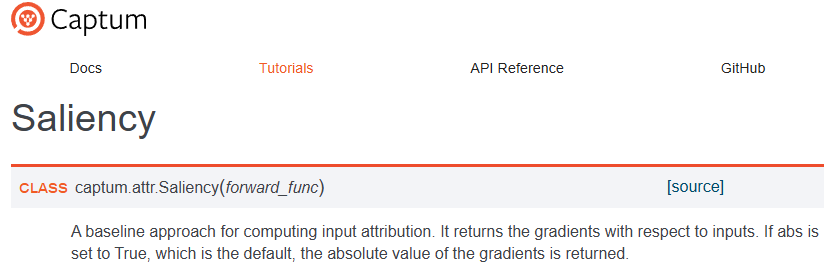 Captum
Docs Tutorials API Reference GitHub
Saliency
CLASS captum.attr.Saliency(forward_func) [source]
A baseline approach for computing input attribution. It returns the gradients with respect to inputs. If abs is
set to True, which is the default, the absolute value of the gradients is returned.